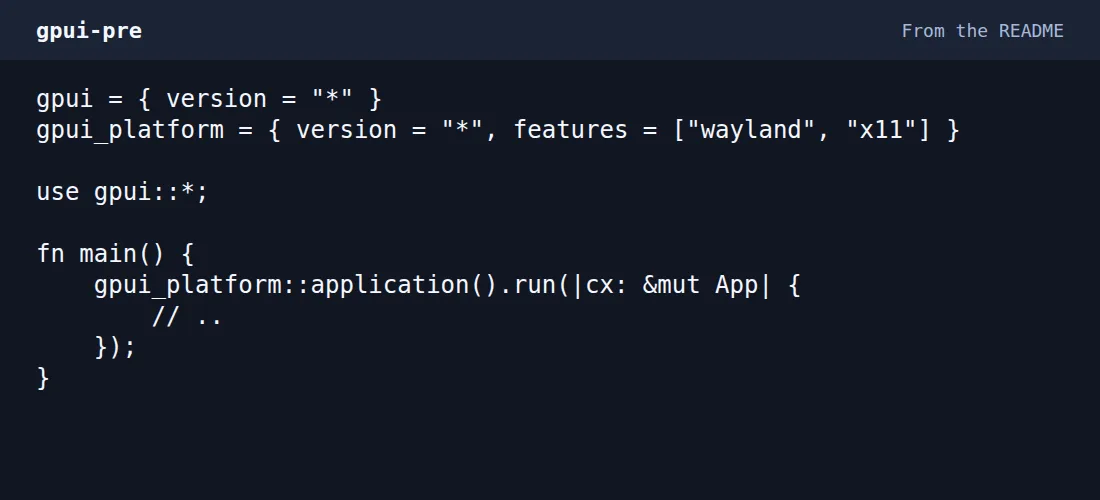 gpui-pre
From the README
gpui = { version = "*" }
gpui_platform = { version = "*", features = ["wayland", "x11"] }
use gpui::*;
fn main() {
    gpui_platform::application().run(|cx: &mut App| {
        // ..
    });
}